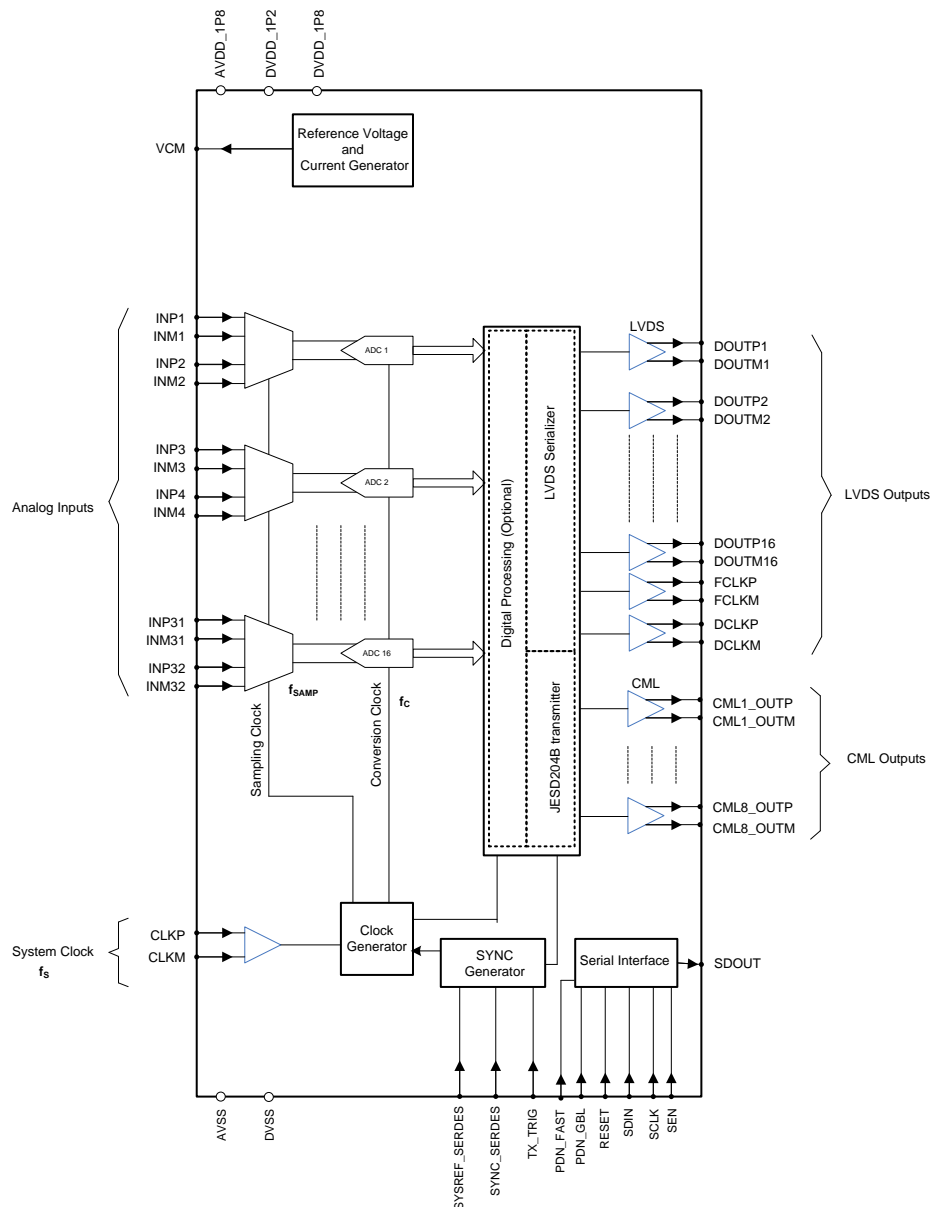 AVDD_1P8
DVDD_1P2
DVDD_1P8
VCM
Reference Voltage
and
Current Generator
Analog Inputs
INP1
INM1
INP2
INM2
INP3
INM3
INP4
INM4
INP31
INM31
INP32
INM32
ADC 1
ADC 2
ADC 16
fSAMP
fC
Sampling Clock
Conversion Clock
Digital Processing (Optional)
LVDS Serializer
JESD204B transmitter
LVDS
DOUTP1
DOUTM1
DOUTP2
DOUTM2
DOUTP16
DOUTM16
FCLKP
FCLKM
DCLKP
DCLKM
LVDS Outputs
CML
CML1_OUTP
CML1_OUTM
CML8_OUTP
CML8_OUTM
CML Outputs
System Clock
fS
CLKP
CLKM
Clock
Generator
SYNC
Generator
Serial Interface
SDOUT
AVSS
DVSS
SYSREF_SERDES
SYNC_SERDES
TX_TRIG
PDN_FAST
PDN_GBL
RESET
SDIN
SCLK
SEN